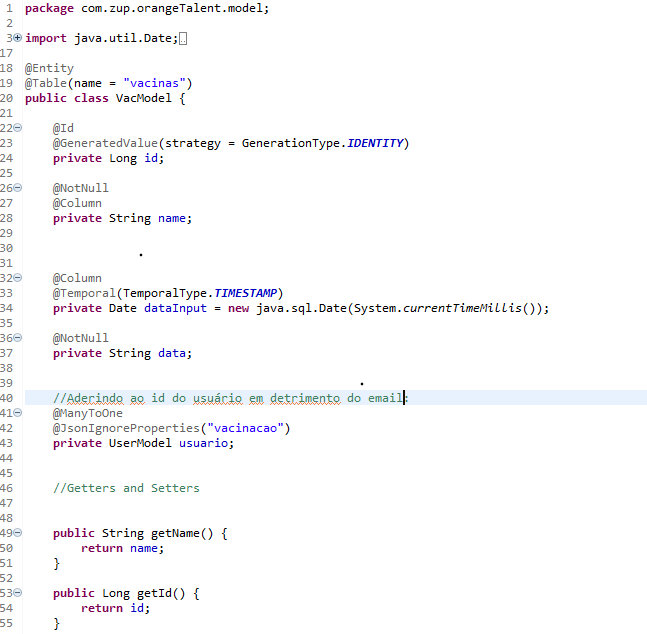 1 package com.zup.orangeTalent.model;
2
3 import java.util.Date;
17
18 @Entity
19 @Table(name = "vacinas")
20 public class VacModel {
21
22 @Id
23 @GeneratedValue(strategy = GenerationType.IDENTITY)
24 private Long id;
25
26 @NotNull
27 @Column
28 private String name;
29
30
31
32 @Column
33 @Temporal(TemporalType.TIMESTAMP)
34 private Date dataInput = new java.sql.Date(System.currentTimeMillis());
35
36 @NotNull
37 private String data;
38
39
40 //Aderindo ao id do usuário em detrimento do email:
41 @ManyToOne
42 @JsonIgnoreProperties("vacinacao")
43 private UserModel usuario;
44
45
46 //Getters and Setters
47
48
49 public String getName() {
50 return name;
51 }
52
53 public Long getId() {
54 return id;
55 }